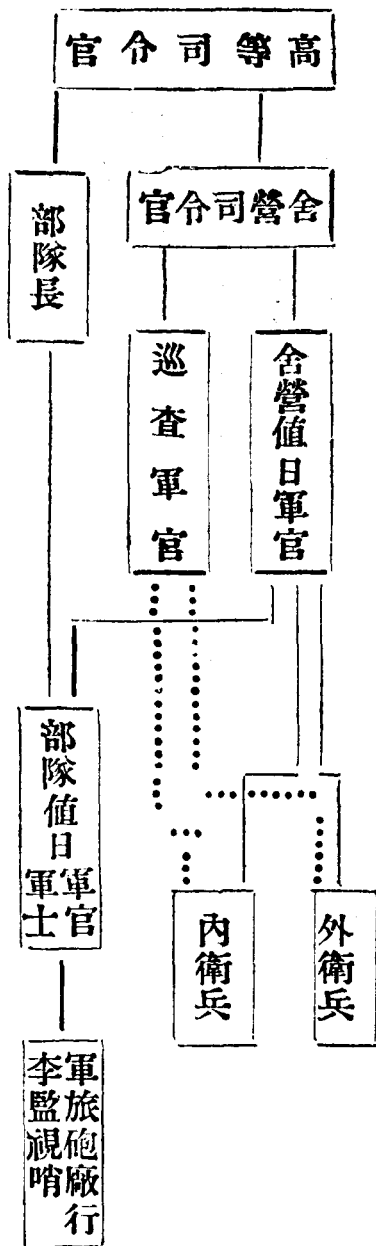 高等司令官
舍營司令官
部隊長
舍營値日軍官
巡查軍官
部隊値日軍官
軍士
外衛兵
內衛兵
軍旅砲廠行
李監視哨